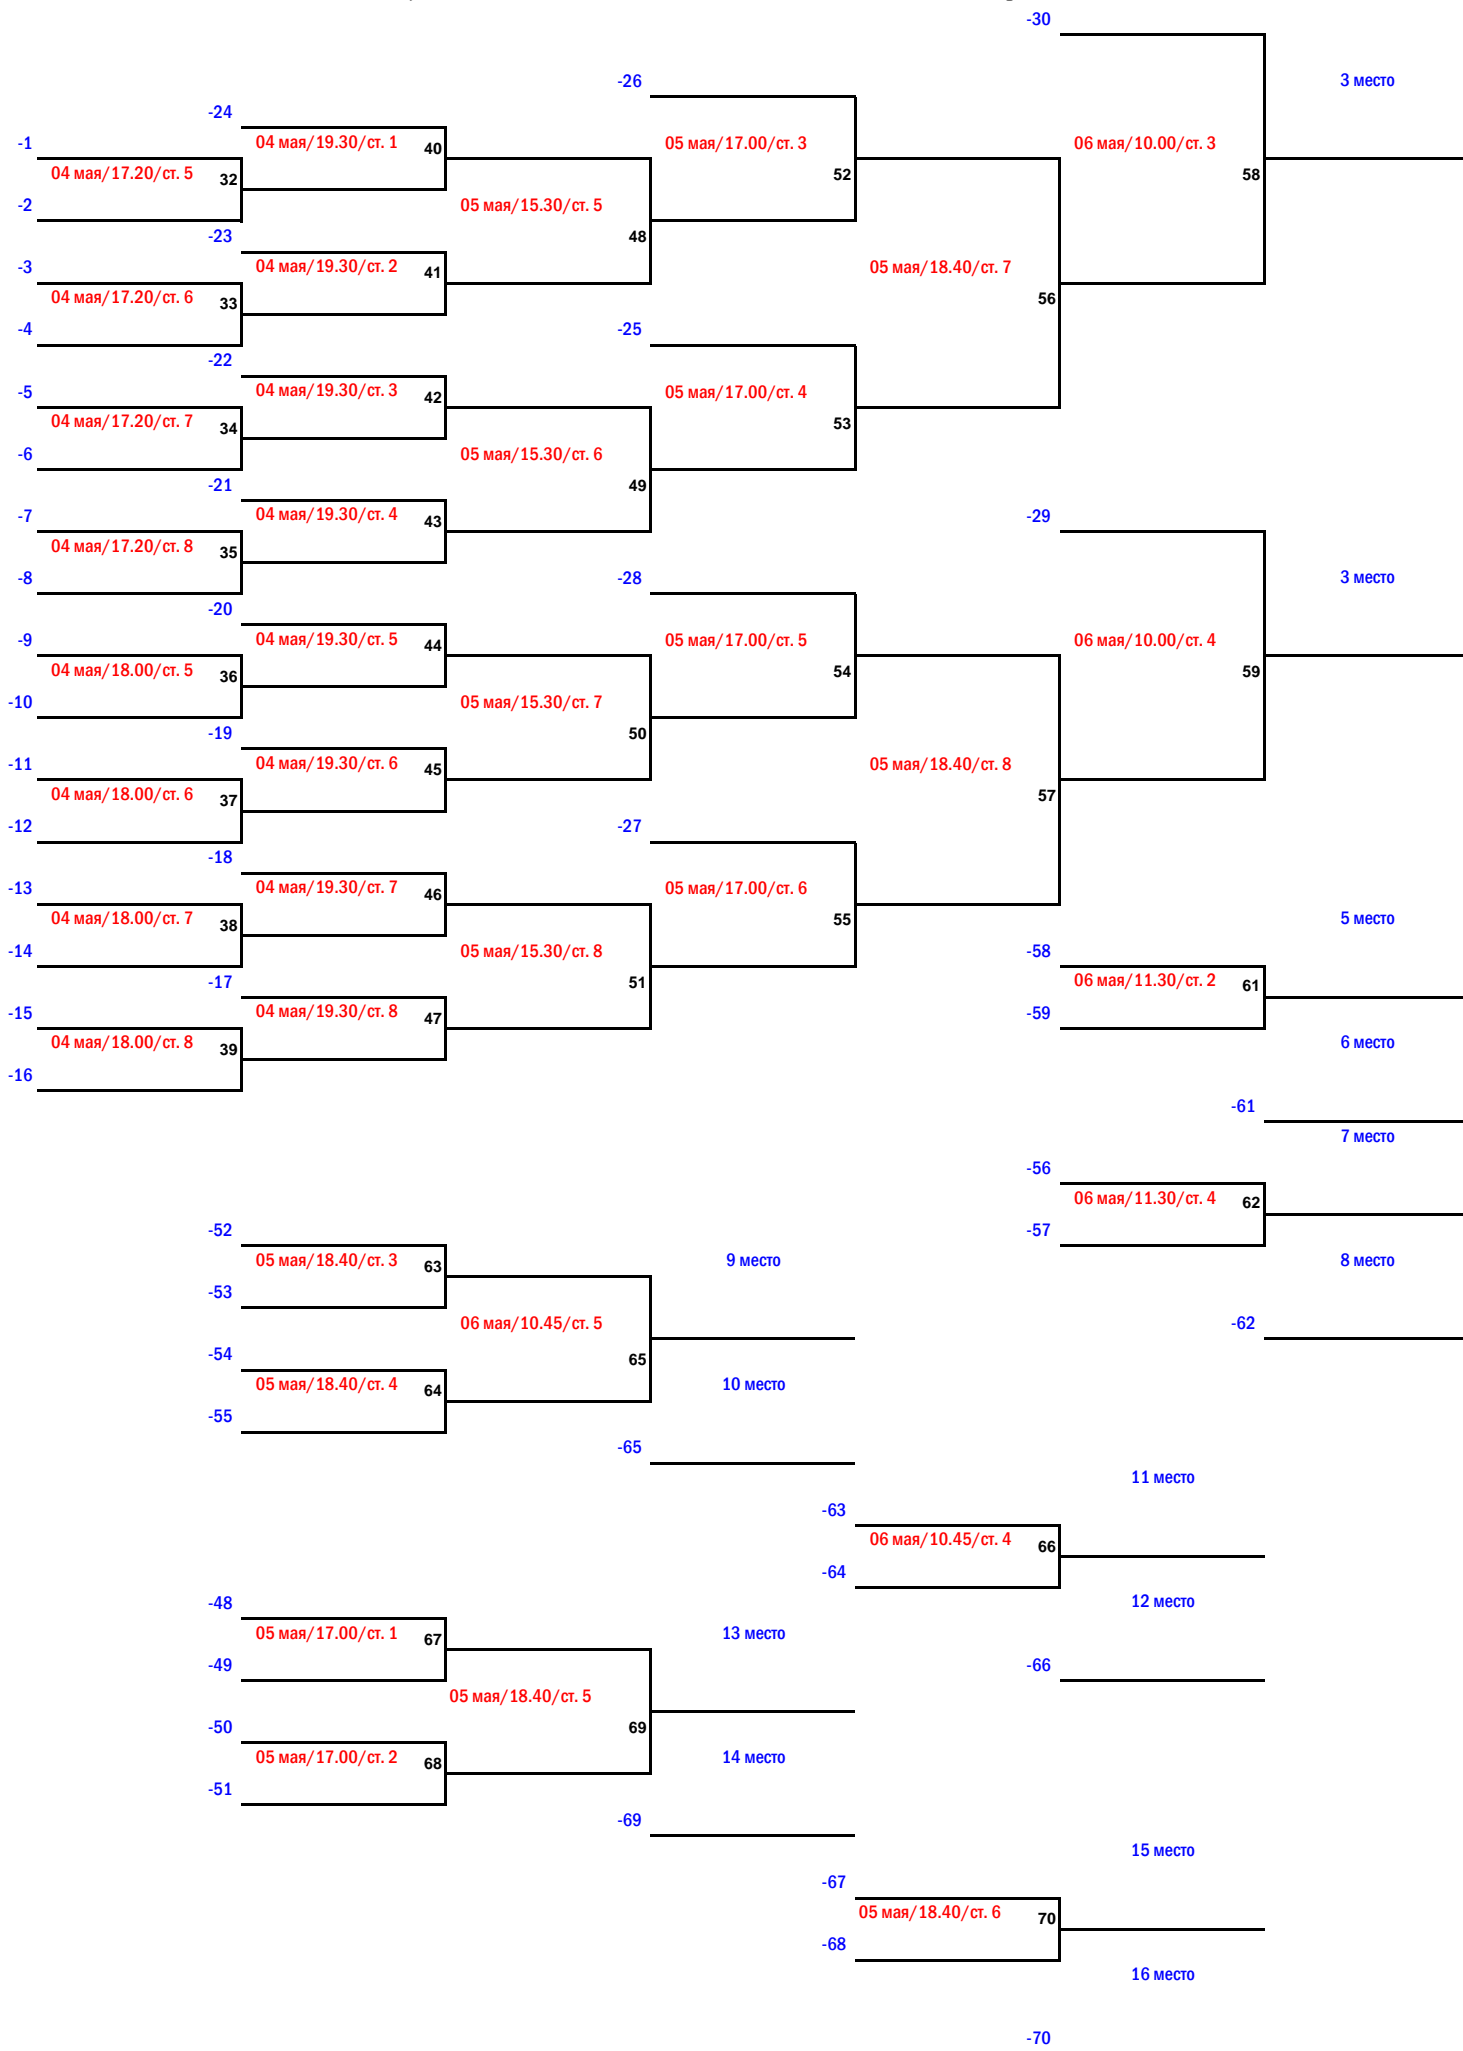 -30
-26
3 место
-24
04 мая/19.30/ст. 1
40
05 мая/17.00/ст. 3
06 мая/10.00/ст. 3
-1
04 мая/17.20/ст. 5
32
52
58
-2
05 мая/15.30/ст. 5
-23
48
-3
04 мая/19.30/ст. 2
41
05 мая/18.40/ст. 7
04 мая/17.20/ст. 6
33
56
-4
-25
-22
-5
04 мая/19.30/ст. 3
42
05 мая/17.00/ст. 4
04 мая/17.20/ст. 7
34
53
-6
05 мая/15.30/ст. 6
-21
49
-7
04 мая/19.30/ст. 4
43
-29
04 мая/17.20/ст. 8
35
-8
-28
3 место
-20
-9
04 мая/19.30/ст. 5
44
05 мая/17.00/ст. 5
06 мая/10.00/ст. 4
04 мая/18.00/ст. 5
36
54
59
-10
05 мая/15.30/ст. 7
-19
50
-11
04 мая/19.30/ст. 6
45
05 мая/18.40/ст. 8
04 мая/18.00/ст. 6
37
57
-12
-27
-18
-13
04 мая/19.30/ст. 7
46
05 мая/17.00/ст. 6
04 мая/18.00/ст. 7
38
55
5 место
-14
05 мая/15.30/ст. 8
-58
-17
51
06 мая/11.30/ст. 2
61
-15
04 мая/19.30/ст. 8
47
-59
04 мая/18.00/ст. 8
39
6 место
-16
-61
7 место
-56
06 мая/11.30/ст. 4
62
-52
-57
05 мая/18.40/ст. 3
63
9 место
8 место
-53
06 мая/10.45/ст. 5
-62
-54
65
05 мая/18.40/ст. 4
64
10 место
-55
-65
11 место
-63
06 мая/10.45/ст. 4
66
-64
-48
12 место
05 мая/17.00/ст. 1
67
13 место
-49
-66
05 мая/18.40/ст. 5
-50
69
05 мая/17.00/ст. 2
68
14 место
-51
-69
15 место
-67
05 мая/18.40/ст. 6
70
-68
16 место
-70